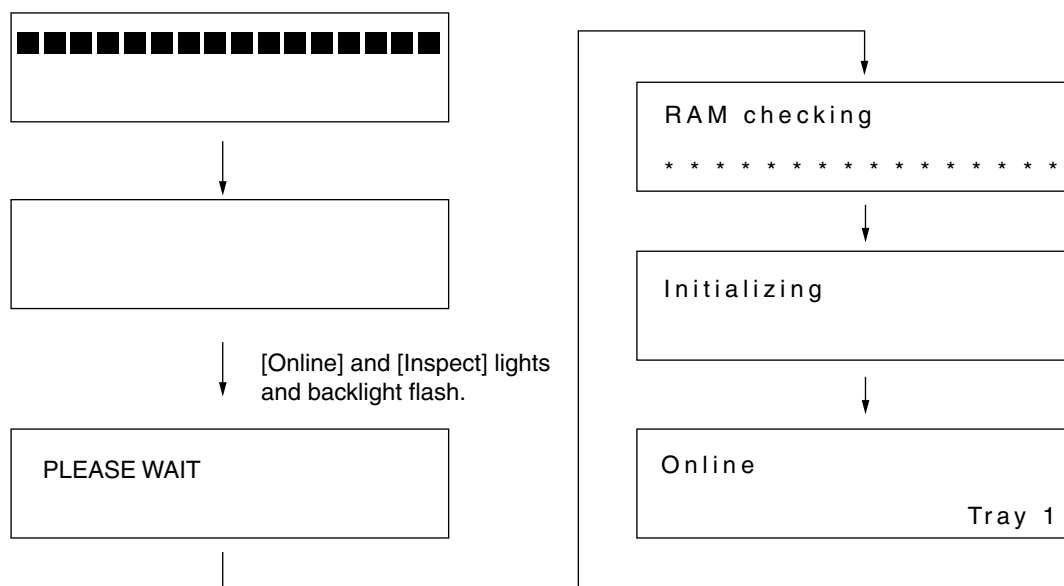 ■■■■■■■■■■■■■■■■
[Online] and [Inspect] lights
and backlight flash.
PLEASE WAIT
RAM checking
* * * * * * * * * * * * * * * *
Initializing
Online
Tray 1